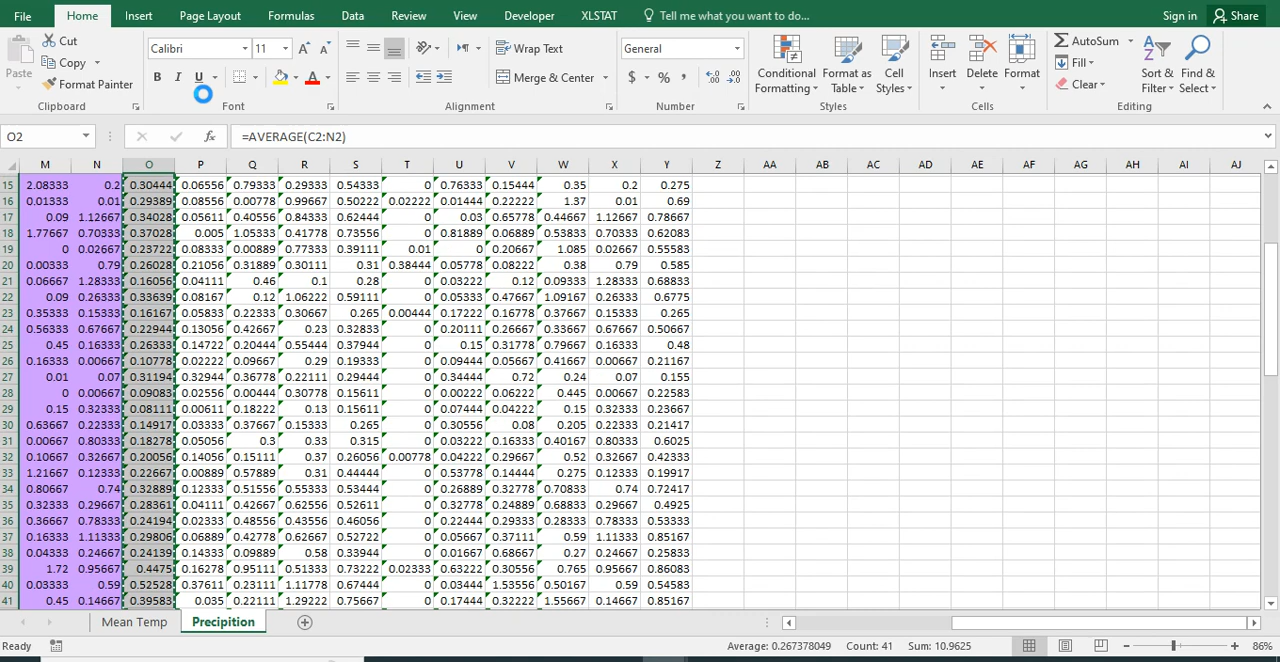 File Home Insert Page Layout Formulas Data Review View Developer XLSTAT Tell me what you want to do... Sign in Share
Cut Calibri 11 Wrap Text General AutoSum
Copy Fill
Paste Format Painter B I U A Merge & Center $ % , Conditional Formatting Format as Table Cell Styles Insert Delete Format Clear Sort & Filter Find & Select
Clipboard Font Alignment Number Styles Cells Editing
O2 fx =AVERAGE(C2:N2)
M N O P Q R S T U V W X Y Z AA AB AC AD AE AF AG AH AI AJ
15 2.08333 0.2 0.30444 0.06556 0.79333 0.29333 0.54333 0 0.76333 0.15444 0.35 0.2 0.275
16 0.01333 0.01 0.29389 0.08556 0.00778 0.99667 0.50222 0.02222 0.01444 0.22222 1.37 0.01 0.69
17 0.09 1.12667 0.34028 0.05611 0.40556 0.84333 0.62444 0 0.03 0.65778 0.44667 1.12667 0.78667
18 1.77667 0.70333 0.37028 0.005 1.05333 0.41778 0.73556 0 0.81889 0.06889 0.53833 0.70333 0.62083
19 0 0.02667 0.23722 0.08333 0.00889 0.77333 0.39111 0.01 0 0.20667 1.085 0.02667 0.55583
20 0.00333 0.79 0.26028 0.21056 0.31889 0.30111 0.31 0.38444 0.05778 0.08222 0.38 0.79 0.585
21 0.06667 1.28333 0.16056 0.04111 0.46 0.1 0.28 0 0.03222 0.12 0.09333 1.28333 0.68833
22 0.09 0.26333 0.33639 0.08167 0.12 1.06222 0.59111 0 0.05333 0.47667 1.09167 0.26333 0.6775
23 0.35333 0.15333 0.16167 0.05833 0.22333 0.30667 0.265 0.00444 0.17222 0.16778 0.37667 0.15333 0.265
24 0.56333 0.67667 0.22944 0.13056 0.42667 0.23 0.32833 0 0.20111 0.26667 0.33667 0.67667 0.50667
25 0.45 0.16333 0.26333 0.14722 0.20444 0.55444 0.37944 0 0.15 0.31778 0.79667 0.16333 0.48
26 0.16333 0.00667 0.10778 0.02222 0.09667 0.29 0.19333 0 0.09444 0.05667 0.41667 0.00667 0.21167
27 0.01 0.07 0.31194 0.32944 0.36778 0.22111 0.29444 0 0.34444 0.72 0.24 0.07 0.155
28 0 0.00667 0.09083 0.02556 0.00444 0.30778 0.15611 0 0.00222 0.06222 0.445 0.00667 0.22583
29 0.15 0.32333 0.08111 0.00611 0.18222 0.13 0.15611 0 0.07444 0.04222 0.15 0.32333 0.23667
30 0.63667 0.22333 0.14917 0.03333 0.37667 0.15333 0.265 0 0.30556 0.08 0.205 0.22333 0.21417
31 0.00667 0.80333 0.18278 0.05056 0.3 0.33 0.315 0 0.03222 0.16333 0.40167 0.80333 0.6025
32 0.10667 0.32667 0.20056 0.14056 0.15111 0.37 0.26056 0.00778 0.04222 0.29667 0.52 0.32667 0.42333
33 1.21667 0.12333 0.22667 0.00889 0.57889 0.31 0.44444 0 0.53778 0.14444 0.275 0.12333 0.19917
34 0.80667 0.74 0.32889 0.12333 0.51556 0.55333 0.53444 0 0.26889 0.32778 0.70833 0.74 0.72417
35 0.32333 0.29667 0.28361 0.04111 0.42667 0.62556 0.52611 0 0.32778 0.24889 0.68833 0.29667 0.4925
36 0.36667 0.78333 0.24194 0.02333 0.48556 0.43556 0.46056 0 0.22444 0.29333 0.28333 0.78333 0.53333
37 0.16333 1.11333 0.29806 0.06889 0.42778 0.62667 0.52722 0 0.05667 0.37111 0.59 1.11333 0.85167
38 0.04333 0.24667 0.24139 0.14333 0.09889 0.58 0.33944 0 0.01667 0.68667 0.27 0.24667 0.25833
39 1.72 0.95667 0.4475 0.16278 0.95111 0.51333 0.73222 0.02333 0.63222 0.30556 0.765 0.95667 0.86083
40 0.03333 0.59 0.52528 0.37611 0.23111 1.11778 0.67444 0 0.03444 1.53556 0.50167 0.59 0.54583
41 0.45 0.14667 0.39583 0.035 0.22111 1.29222 0.75667 0 0.17444 0.32222 1.55667 0.14667 0.85167
Mean Temp Precipition
Ready Average: 0.267378049 Count: 41 Sum: 10.9625 86%